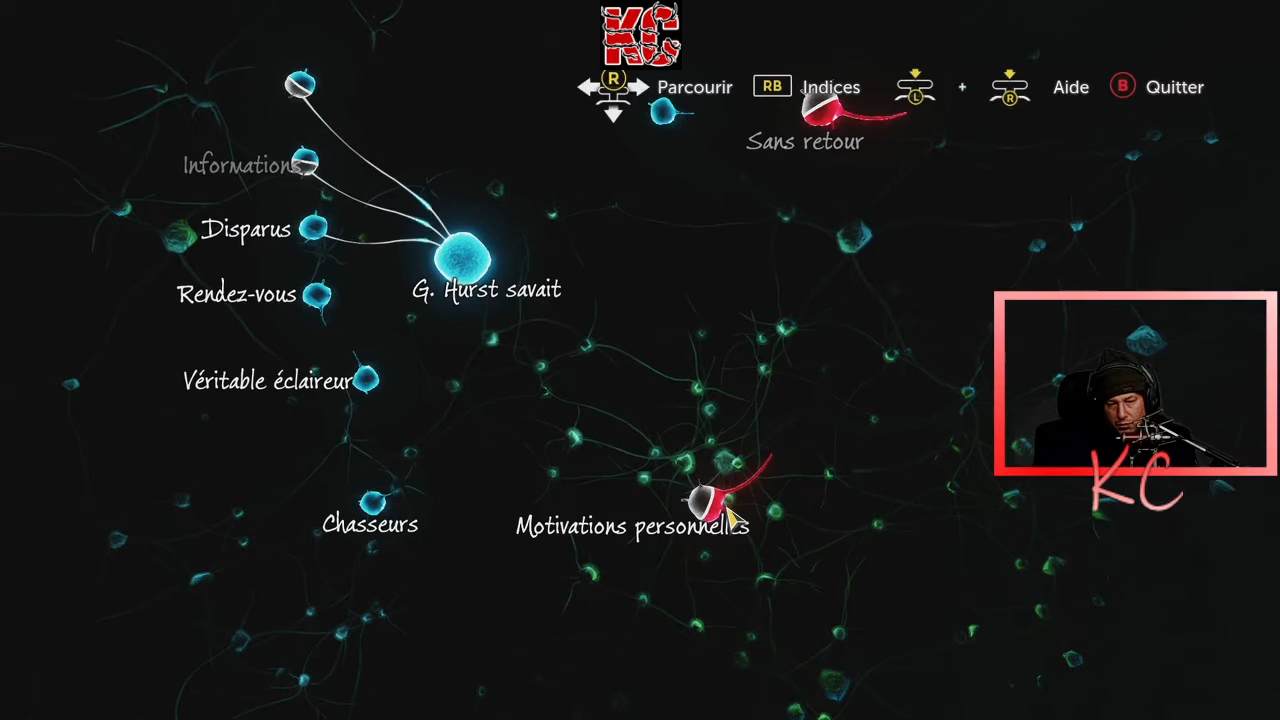 KC
R Parcourir RB Indices L + R Aide B Quitter
Sans retour
Informations
Disparus
Rendez-vous
G. Hurst savait
Véritable éclaireur
Chasseurs
Motivations personnelles
KC